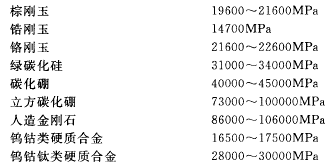 棕刚玉 19600～21600MPa
锆刚玉 14700MPa
铬刚玉 21600～22600MPa
绿碳化硅 31000～34000MPa
碳化硼 40000～45000MPa
立方碳化硼 73000～100000MPa
人造金刚石 86000～106000MPa
钨钴类硬质合金 16500～17500MPa
钨钴钛类硬质合金 28000～30000MPa